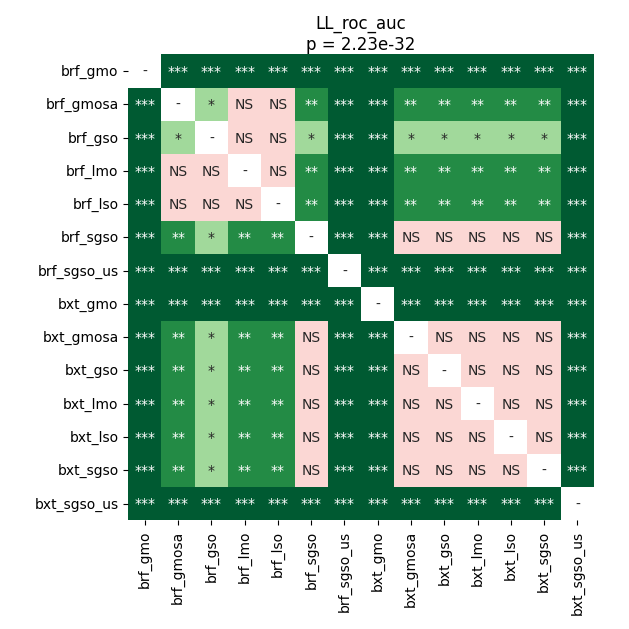 LL_roc_auc
p = 2.23e-32
brf_gmo - *** *** *** *** *** *** *** *** *** *** *** *** ***
brf_gmosa *** - * NS NS ** *** *** ** ** ** ** ** ***
brf_gso *** * - NS NS * *** *** * * * * * ***
brf_lmo *** NS NS - NS ** *** *** ** ** ** ** ** ***
brf_lso *** NS NS NS - ** *** *** ** ** ** ** ** ***
brf_sgso *** ** * ** ** - *** *** NS NS NS NS NS ***
brf_sgso_us *** *** *** *** *** *** - *** *** *** *** *** *** ***
bxt_gmo *** *** *** *** *** *** *** - *** *** *** *** *** ***
bxt_gmosa *** ** * ** ** NS *** *** - NS NS NS NS ***
bxt_gso *** ** * ** ** NS *** *** NS - NS NS NS ***
bxt_lmo *** ** * ** ** NS *** *** NS NS - NS NS ***
bxt_lso *** ** * ** ** NS *** *** NS NS NS - NS ***
bxt_sgso *** ** * ** ** NS *** *** NS NS NS NS - ***
bxt_sgso_us *** *** *** *** *** *** *** *** *** *** *** *** *** -
brf_gmo
brf_gmosa
brf_gso
brf_lmo
brf_lso
brf_sgso
brf_sgso_us
bxt_gmo
bxt_gmosa
bxt_gso
bxt_lmo
bxt_lso
bxt_sgso
bxt_sgso_us